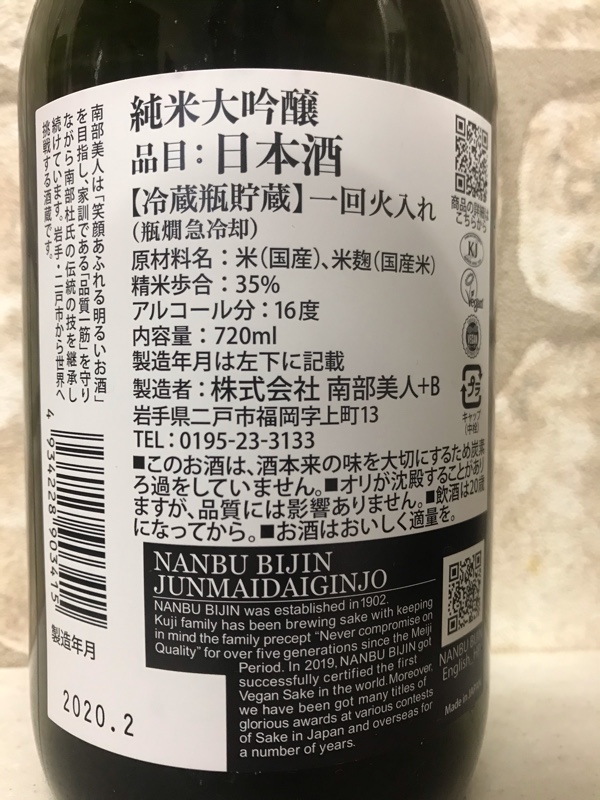 純米大吟醸
品目：日本酒
【冷蔵瓶貯蔵】一回火入れ
（瓶燗急冷却）
原材料名：米（国産）、米麹（国産米）
精米歩合：35%
アルコール分：16度
内容量：720ml
製造年月は左下に記載
製造者：株式会社 南部美人+B
岩手県二戸市福岡字上町13
TEL：0195-23-3133
■このお酒は、酒本来の味を大切にするため炭素
ろ過をしていません。■オリが沈殿することがあり
ますが、品質には影響ありません。■飲酒は20歳
になってから。■お酒はおいしく適量を。
商品の詳細は
こちらから
KJ
Vegan
プラ
キャップ
(中栓)
南部美人は「笑顔あふれる明るいお酒」
を目指し、家訓である品質一筋」を守り
ながら南部杜氏の伝統の技を継承し
続けています。岩手・二戸市から世界へ
挑戦する酒蔵です。
4 934228 903415
製造年月
2020.2
NANBU BIJIN
JUNMAIDAIGINJO
NANBU BIJIN was established in 1902.
Kuji family has been brewing sake with keeping
in mind the family precept "Never compromise on
Quality" for over five generations since the Meiji
Period. In 2019, NANBU BIJIN got
successfully certified the first
Vegan Sake in the world. Moreover,
we have been got many titles of
glorious awards at various contests
of Sake in Japan and overseas for
a number of years.
NANBU BIJIN
English
Made in Japan